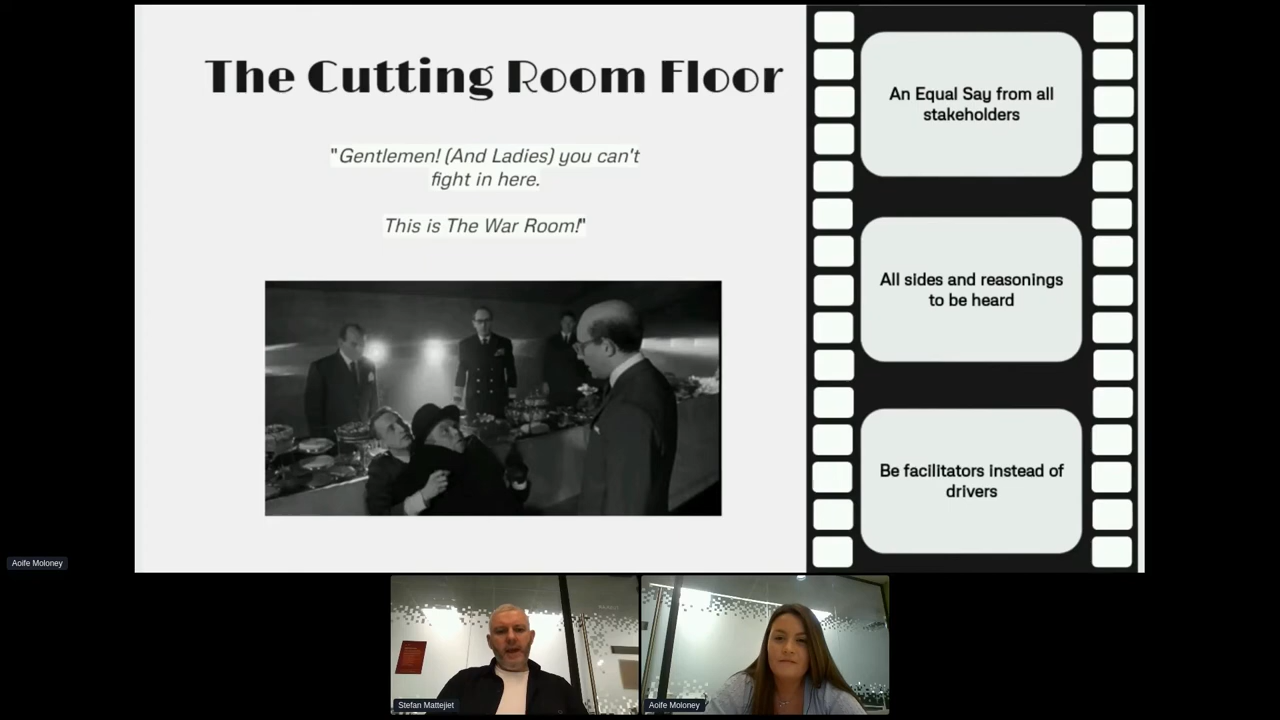 The Cutting Room Floor
"Gentlemen! (And Ladies) you can't
fight in here.
This is The War Room!"
An Equal Say from all
stakeholders
All sides and reasonings
to be heard
Be facilitators instead of
drivers
Aoife Moloney
Stefan Mattejiet
Aoife Moloney